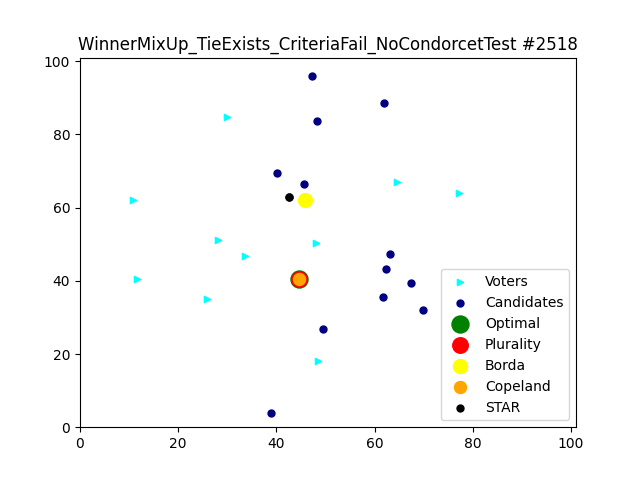 WinnerMixUp_TieExists_CriteriaFail_NoCondorcetTest #2518
100
80
60
40
20
0
0
20
40
60
80
100
Voters
Candidates
Optimal
Plurality
Borda
Copeland
STAR